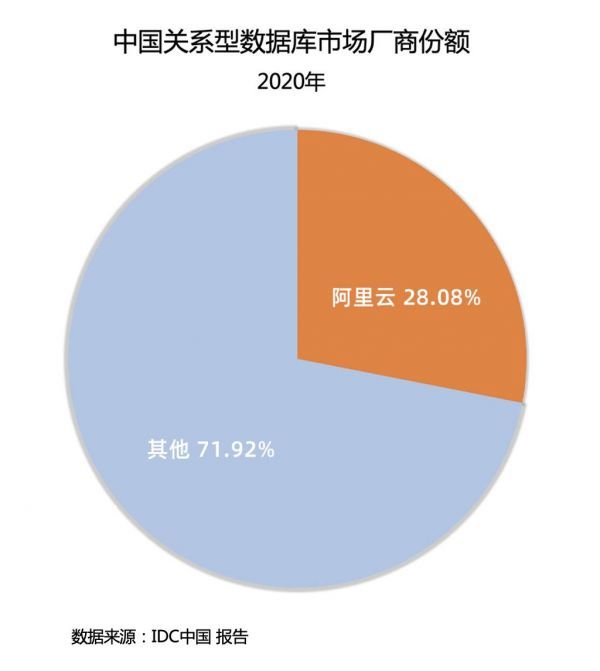 中国关系型数据库市场厂商份额
2020年
阿里云 28.08%
其他 71.92%
数据来源：IDC中国 报告